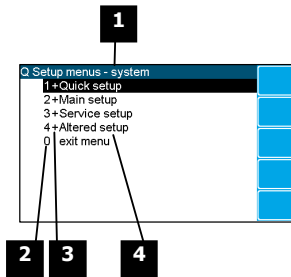 1
Q Setup menus - system
1+Quick setup
2+Main setup
3+Service setup
4+Altered setup
0 exit menu
2 3 4